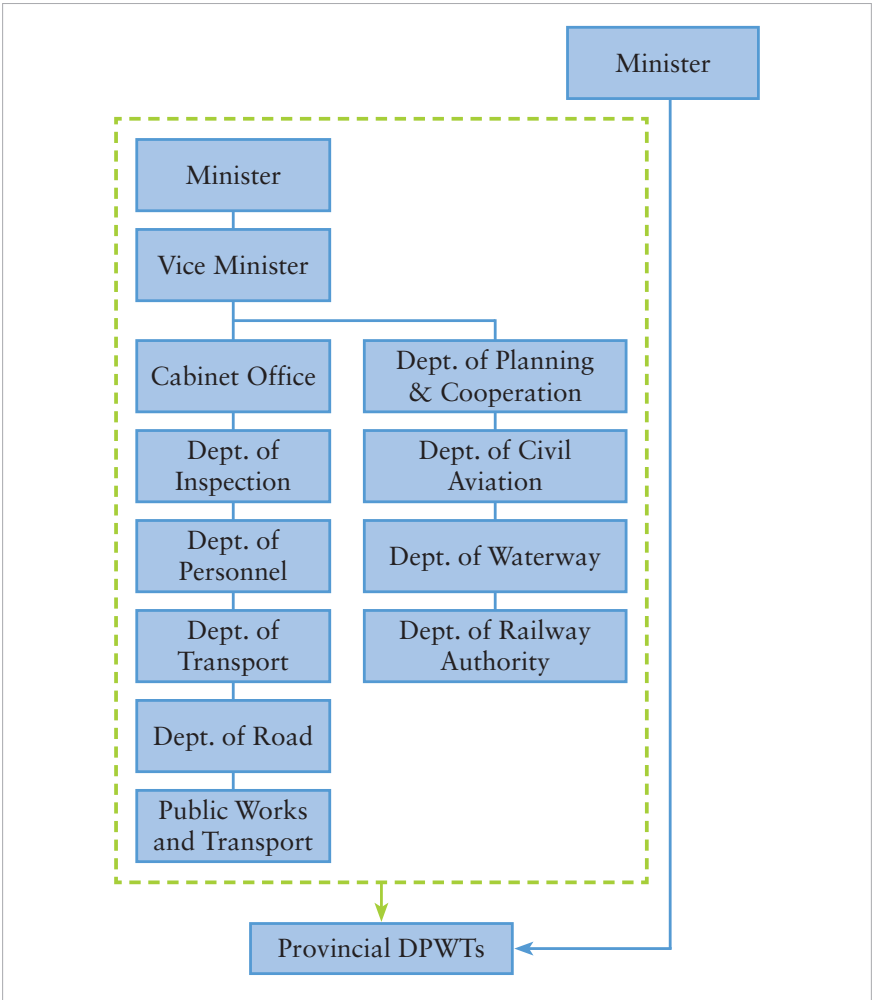 Minister
Minister
Vice Minister
Cabinet Office
Dept. of
Inspection
Dept. of
Personnel
Dept. of
Transport
Dept. of Road
Public Works
and Transport
Dept. of Planning
& Cooperation
Dept. of Civil
Aviation
Dept. of Waterway
Dept. of Railway
Authority
Provincial DPWTs